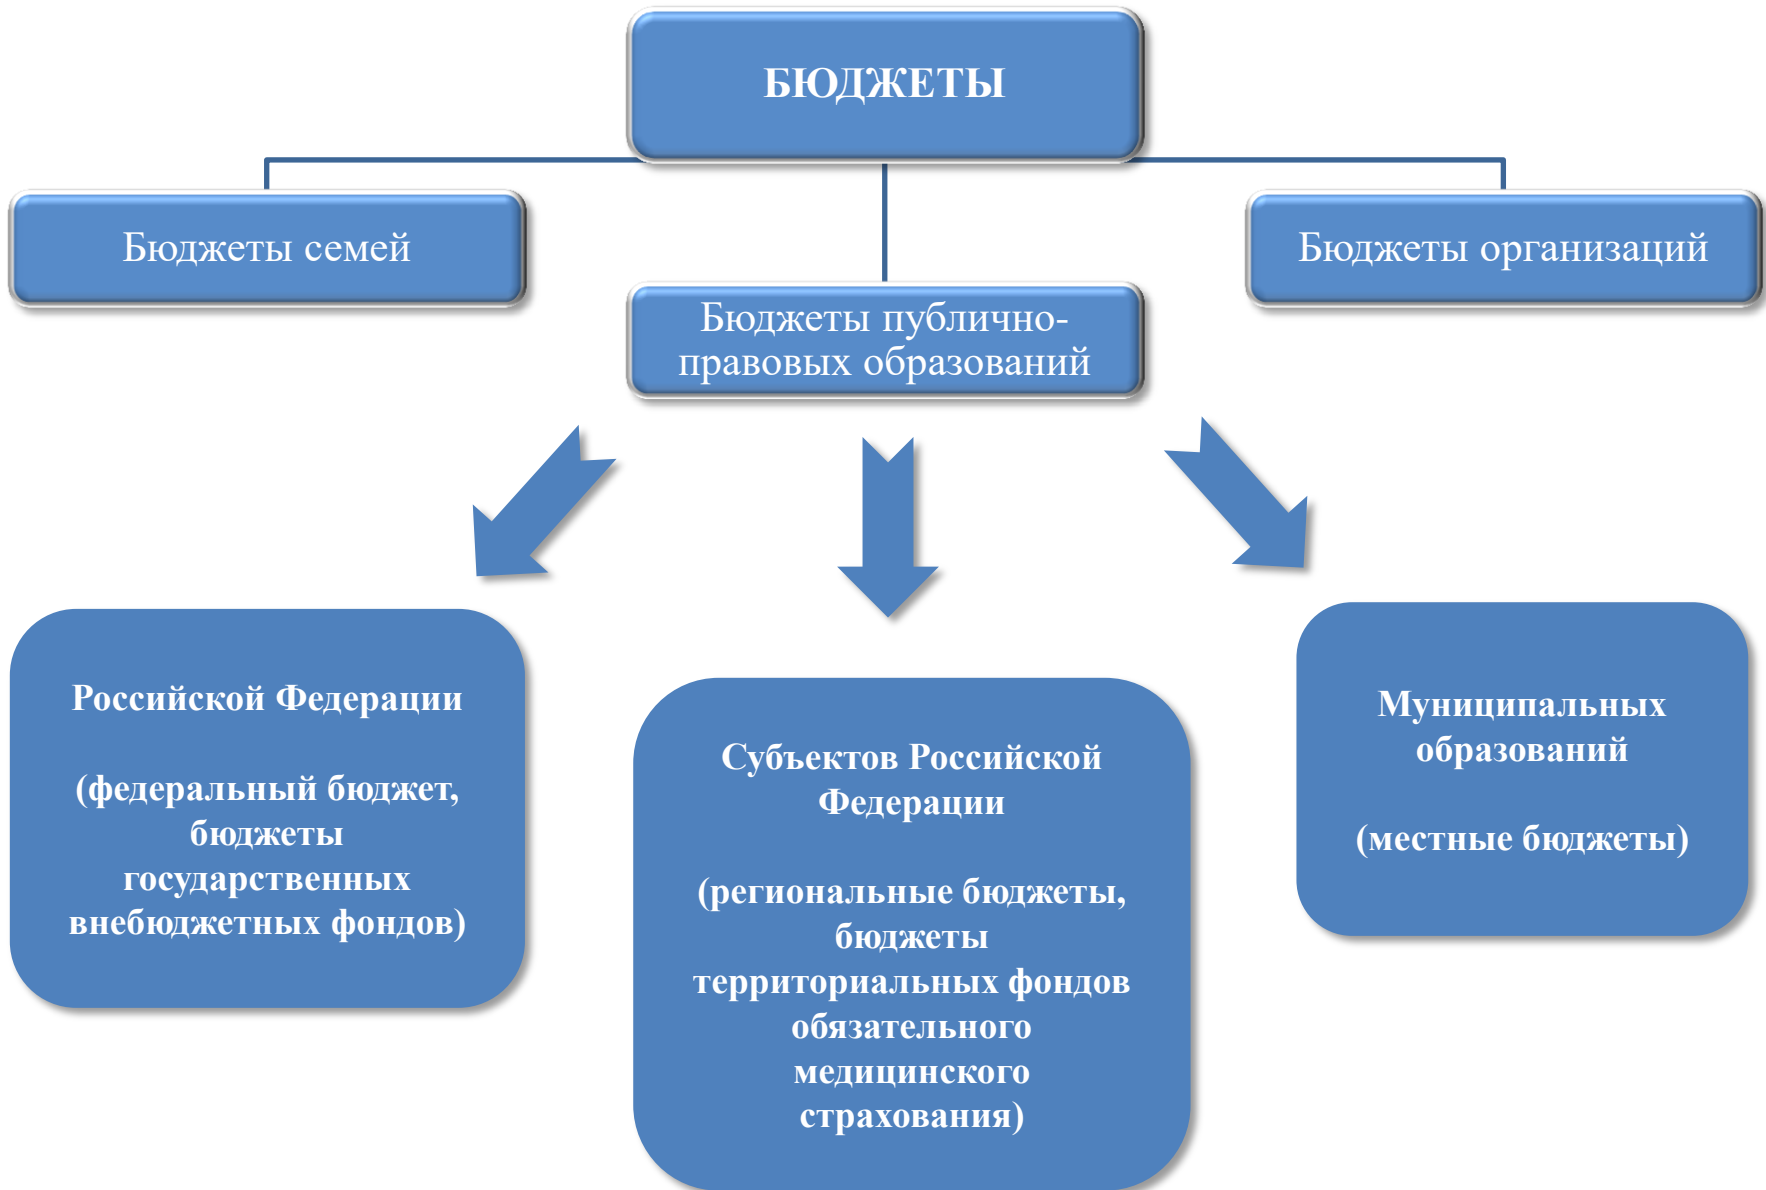 БЮДЖЕТЫ
Бюджеты семей
Бюджеты публично-
правовых образований
Бюджеты организаций
Российской Федерации
(федеральный бюджет,
бюджеты
государственных
внебюджетных фондов)
Субъектов Российской
Федерации
(региональные бюджеты,
бюджеты
территориальных фондов
обязательного
медицинского
страхования)
Муниципальных
образований
(местные бюджеты)